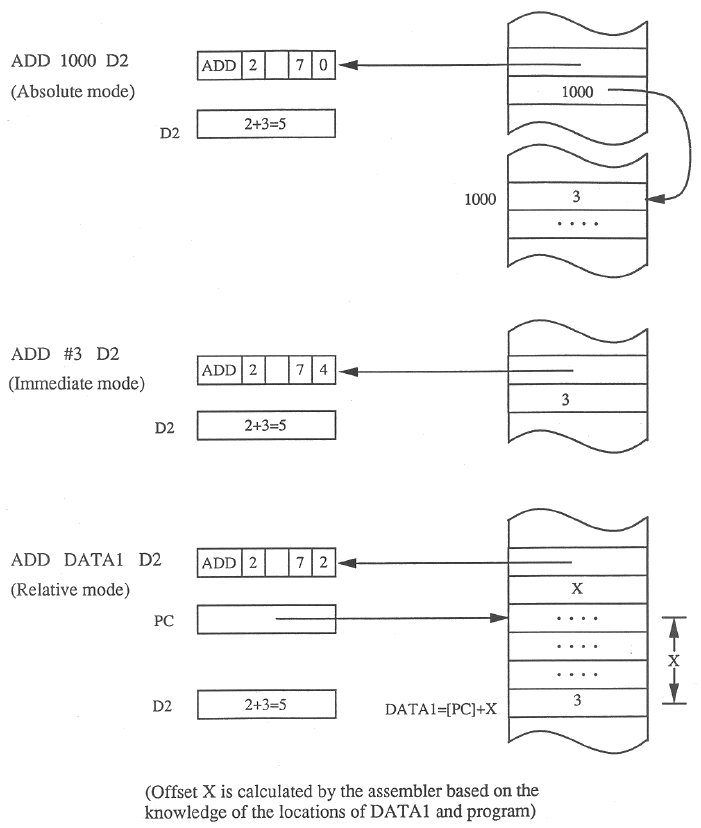 ADD 1000 D2
(Absolute mode)
ADD 2 7 0
D2
2+3=5
1000
1000
3
. . . .
ADD #3 D2
(Immediate mode)
ADD 2 7 4
3
D2
2+3=5
ADD DATA1 D2
(Relative mode)
ADD 2 7 2
X
PC
. . . .
. . . .
X
. . . .
D2
2+3=5
DATA1=[PC]+X
3
(Offset X is calculated by the assembler based on the
knowledge of the locations of DATA1 and program)